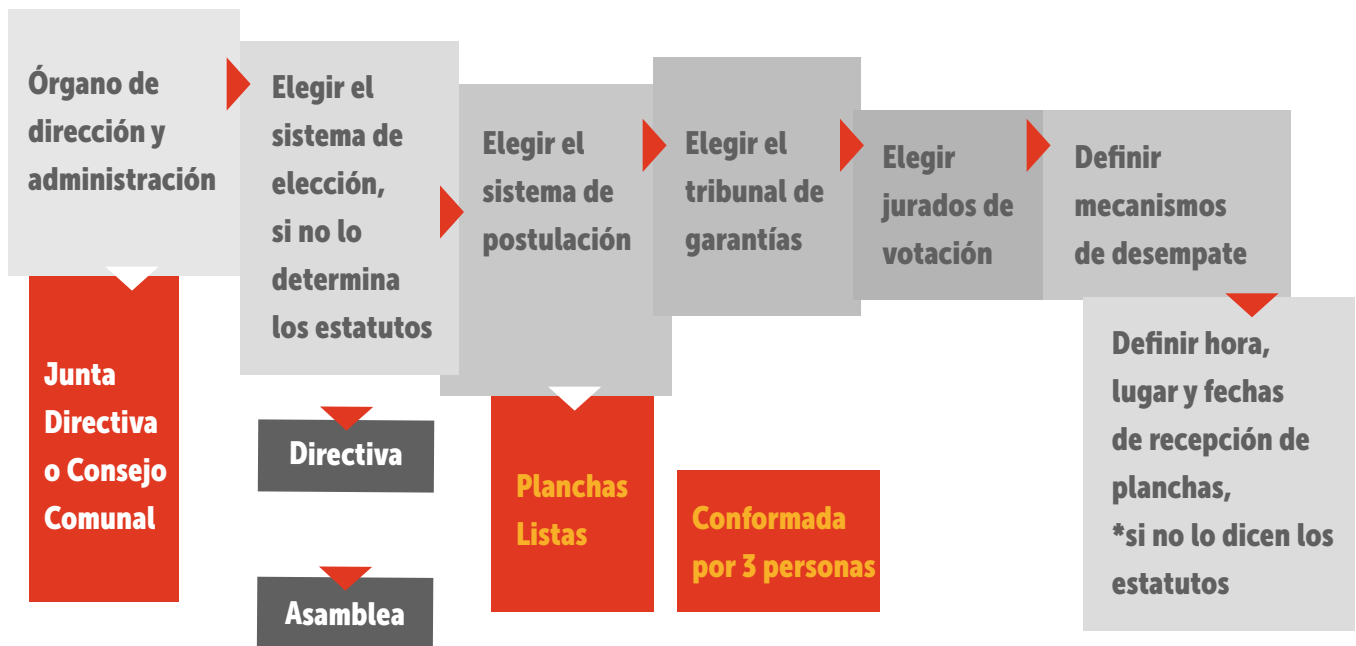 Órgano de
dirección y
administración
Junta
Directiva
o Consejo
Comunal
Elegir el
sistema de
elección,
si no lo
determina
los estatutos
Directiva
Asamblea
Elegir el
sistema de
postulación
Planchas
Listas
Elegir el
tribunal de
garantías
Conformada
por 3 personas
Elegir
jurados de
votación
Definir
mecanismos
de desempate
Definir hora,
lugar y fechas
de recepción de
planchas,
*si no lo dicen los
estatutos